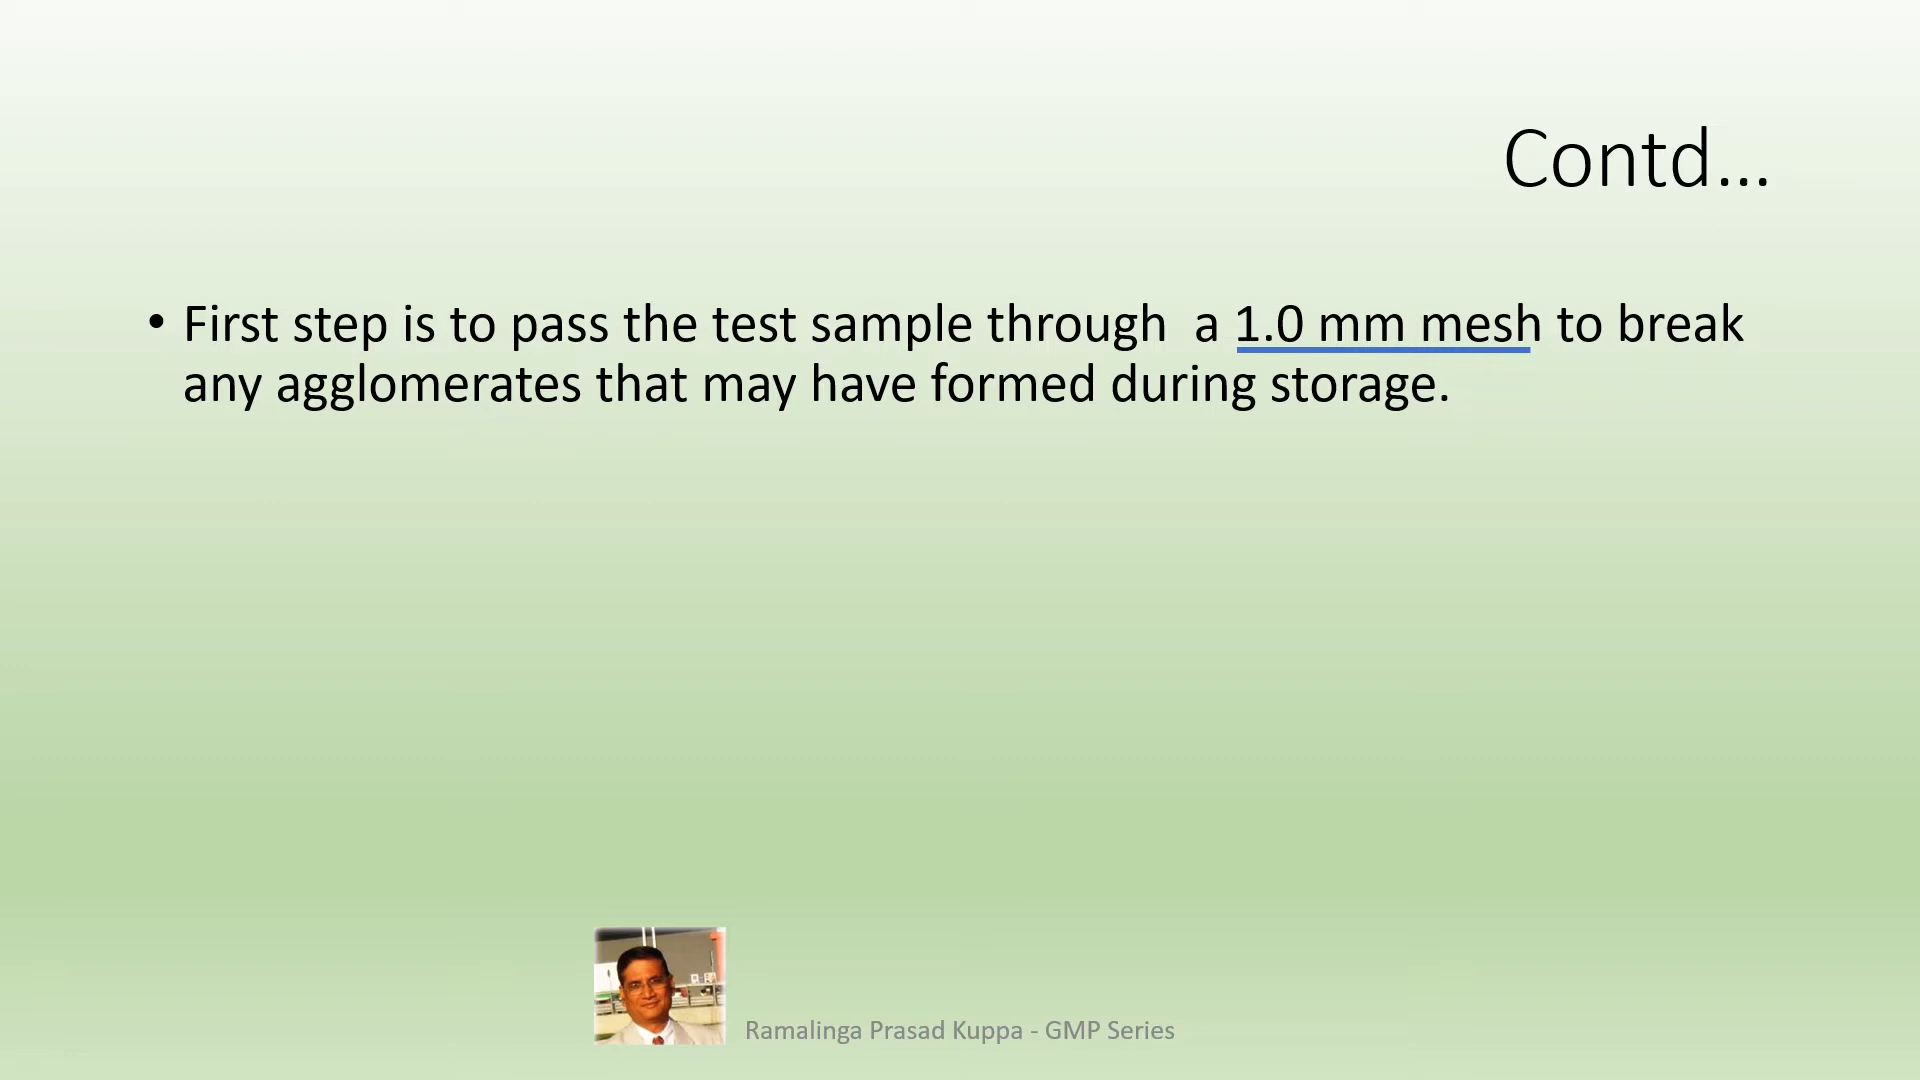 Contd...
• First step is to pass the test sample through  a 1.0 mm mesh to break
any agglomerates that may have formed during storage.
Ramalinga Prasad Kuppa - GMP Series